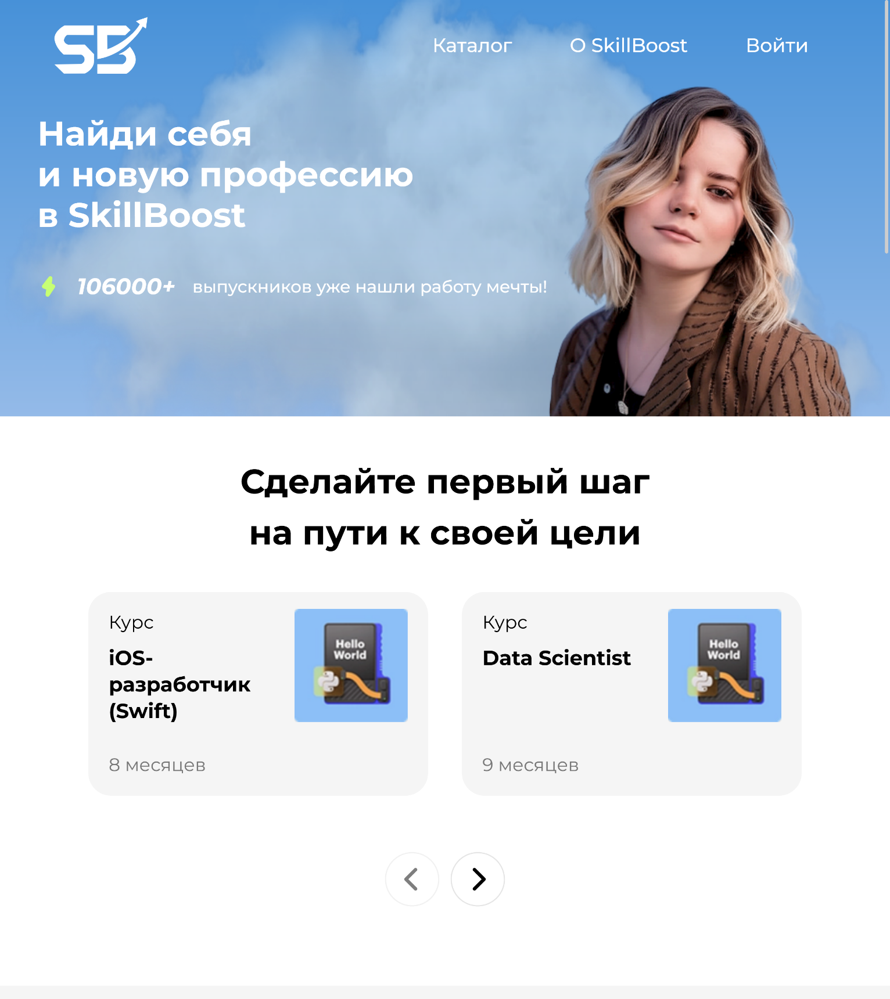 SB
Каталог
О SkillBoost
Войти
Найди себя
и новую профессию
в SkillBoost
106000+ выпускников уже нашли работу мечты!
Сделайте первый шаг
на пути к своей цели
Курс
iOS-
разработчик
(Swift)
Hello
World
8 месяцев
Курс
Data Scientist
Hello
World
9 месяцев